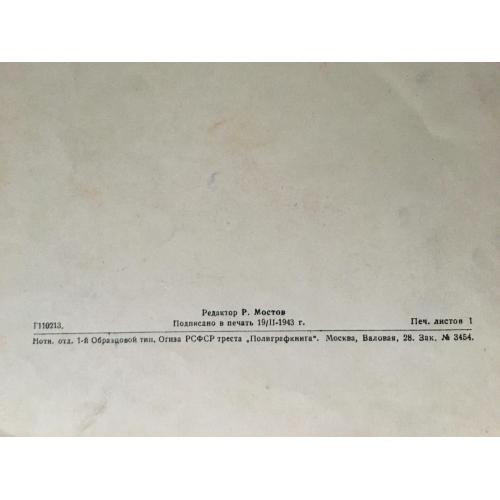 Редактор Р. Мостов
Г110213. Подписано в печать 19/II-1943 г. Печ. листов 1
Нотн. отд. 1-й Образцовой тип. Огиза РСФСР треста „Полиграфкнига“. Москва, Валовая, 28. Зак. № 3454.